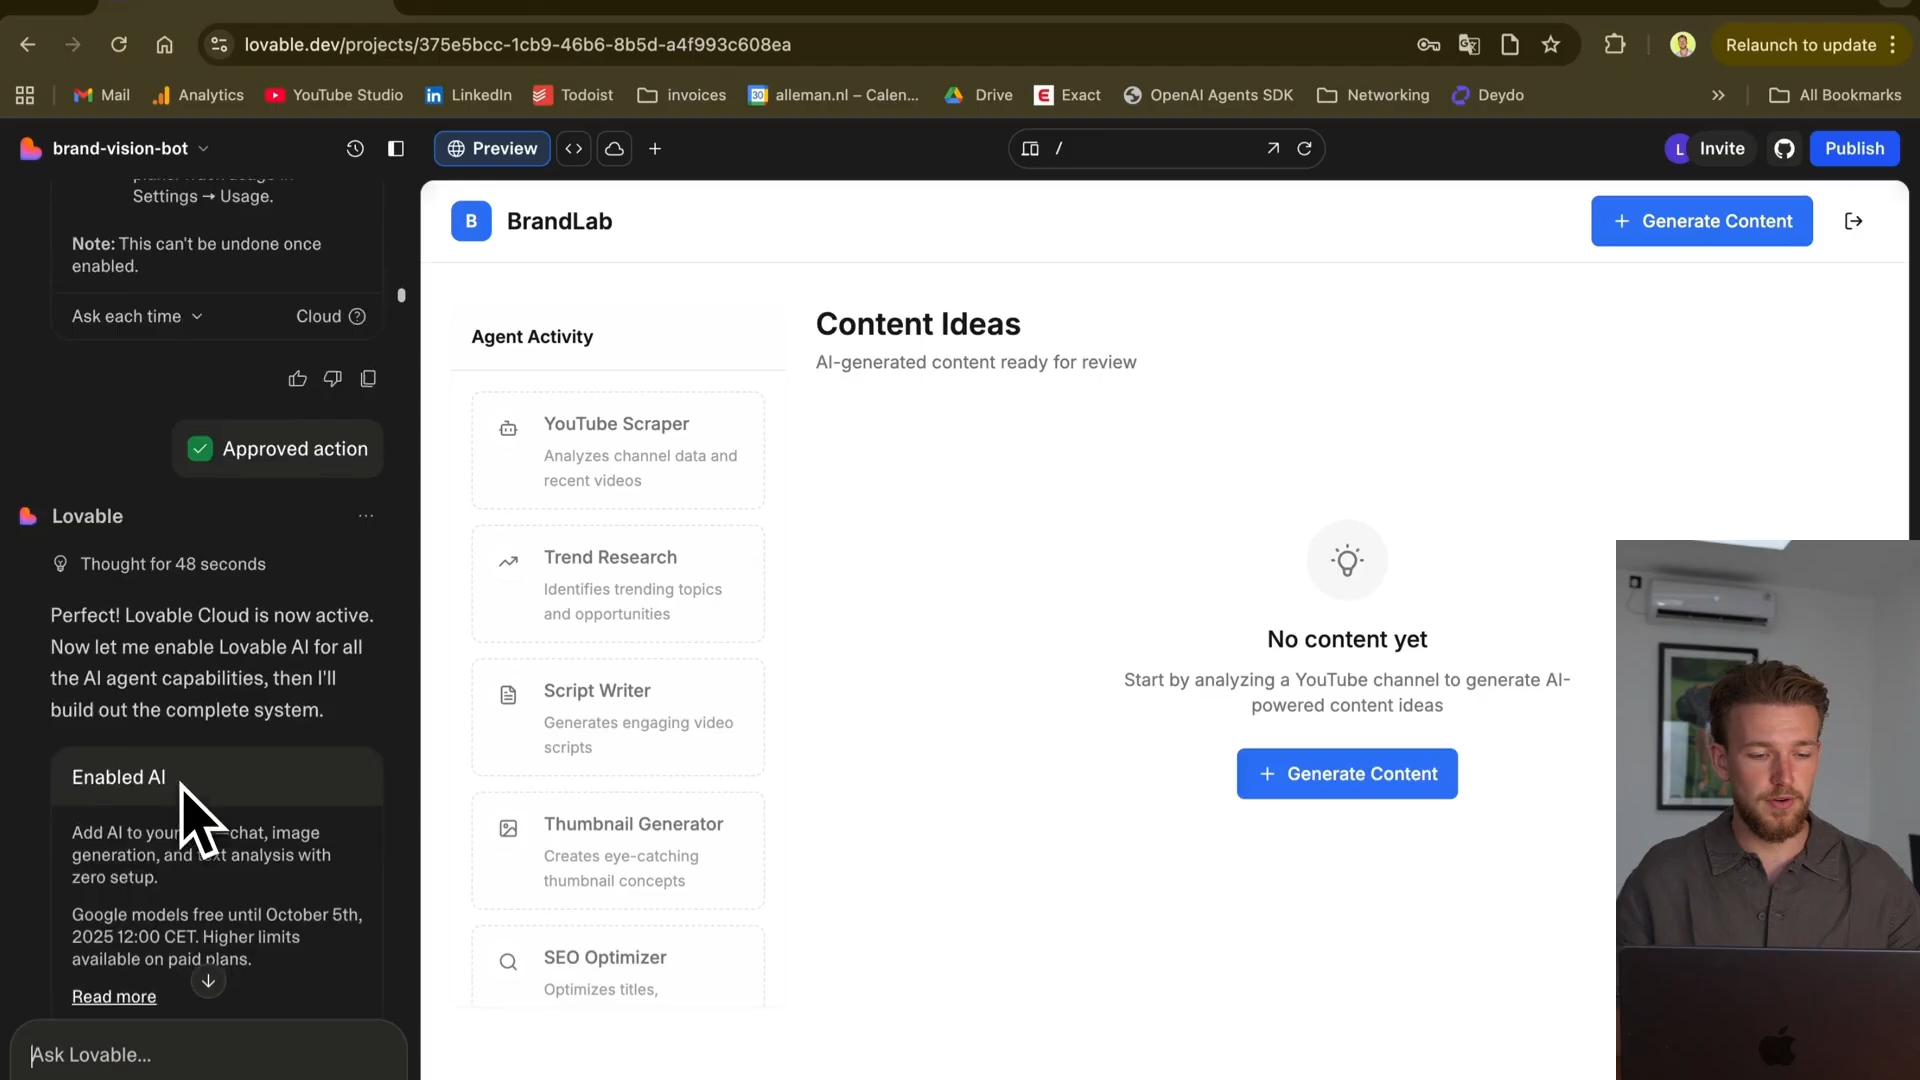 lovable.dev/projects/375e5bcc-1cb9-46b6-8b5d-a4f993c608ea
Relaunch to update
Mail
Analytics
YouTube Studio
LinkedIn
Todoist
invoices
30
alleman.nl – Calen...
Drive
Exact
OpenAI Agents SDK
Networking
Deydo
All Bookmarks
brand-vision-bot
Preview
/
L
Invite
Publish
Settings → Usage.
Note: This can't be undone once
enabled.
Ask each time
Cloud
Approved action
Lovable
Thought for 48 seconds
Perfect! Lovable Cloud is now active.
Now let me enable Lovable AI for all
the AI agent capabilities, then I'll
build out the complete system.
Enabled AI
Add AI to your chat, image
generation, and text analysis with
zero setup.
Google models free until October 5th,
2025 12:00 CET. Higher limits
available on paid plans.
Read more
Ask Lovable...
B
BrandLab
Generate Content
Agent Activity
YouTube Scraper
Analyzes channel data and
recent videos
Trend Research
Identifies trending topics
and opportunities
Script Writer
Generates engaging video
scripts
Thumbnail Generator
Creates eye-catching
thumbnail concepts
SEO Optimizer
Optimizes titles,
Content Ideas
AI-generated content ready for review
No content yet
Start by analyzing a YouTube channel to generate AI-
powered content ideas
Generate Content